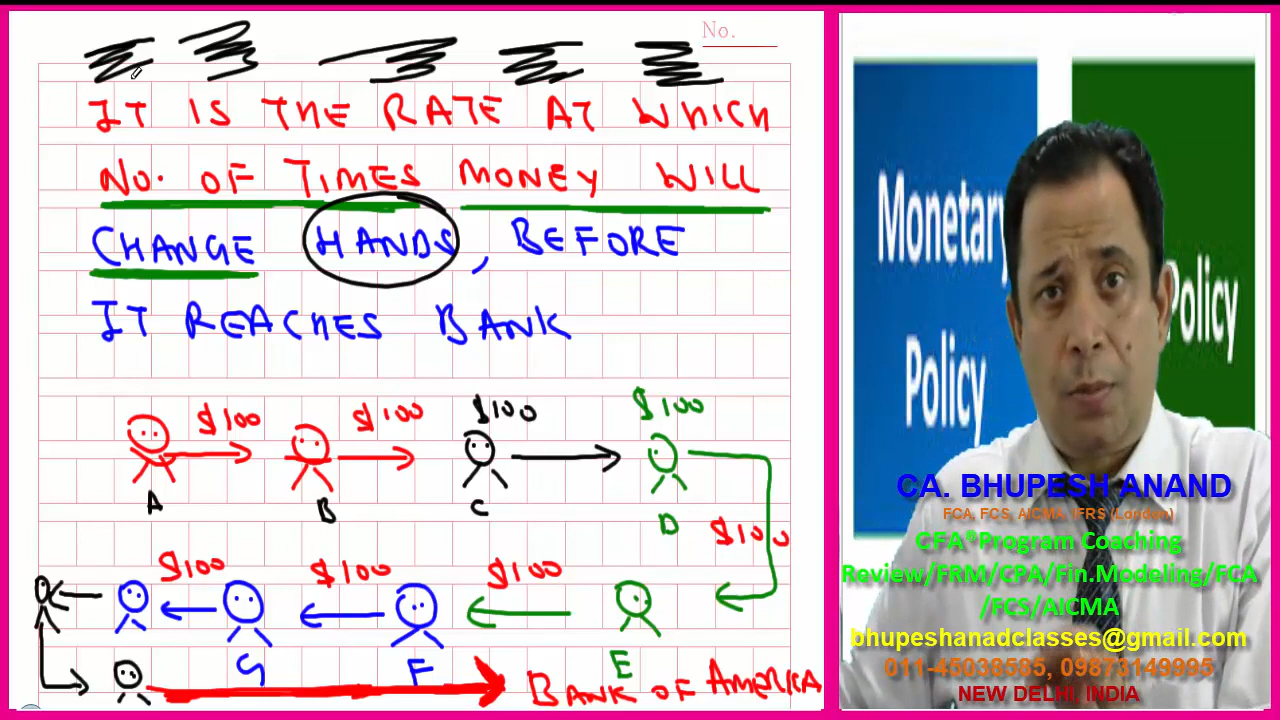 No.
IT IS THE RATE AT WHICH
NO. OF TIMES MONEY WILL
CHANGE HANDS, BEFORE
IT REACHES BANK
$100 $100 $100 $100
A B C D
$100
$100 $100 $100
G F E
BANK OF AMERICA
Monetary
Policy
Policy
CA. BHUPESH ANAND
FCA, FCS, AICMA, IFRS (London)
CFA®Program Coaching
Review/FRM/CPA/Fin.Modeling/FCA
/FCS/AICMA
bhupeshanadclasses@gmail.com
011-45038585, 09873149995
NEW DELHI, INDIA